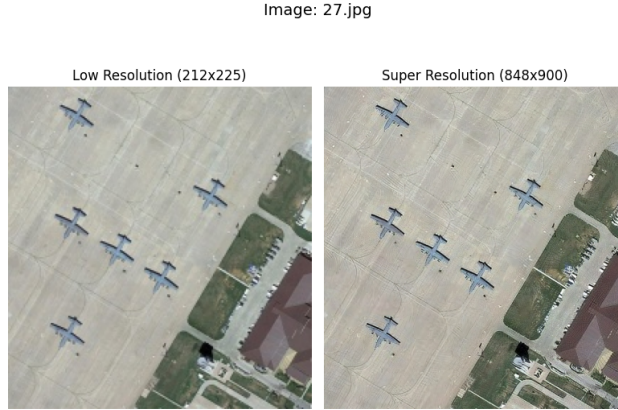 Image: 27.jpg
Low Resolution (212x225)
Super Resolution (848x900)